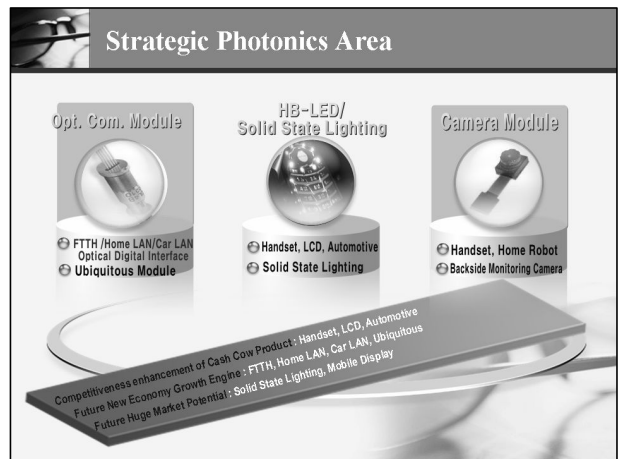 Strategic Photonics Area
Opt. Com. Module
FTTH /Home LAN/Car LAN
Optical Digital Interface
Ubiquitous Module
HB-LED/
Solid State Lighting
Handset, LCD, Automotive
Solid State Lighting
Camera Module
Handset, Home Robot
Backside Monitoring Camera
Competitiveness enhancement of Cash Cow Product : Handset, LCD, Automotive
Future New Economy Growth Engine : FTTH, Home LAN, Car LAN, Ubiquitous
Future Huge Market Potential : Solid State Lighting, Mobile Display